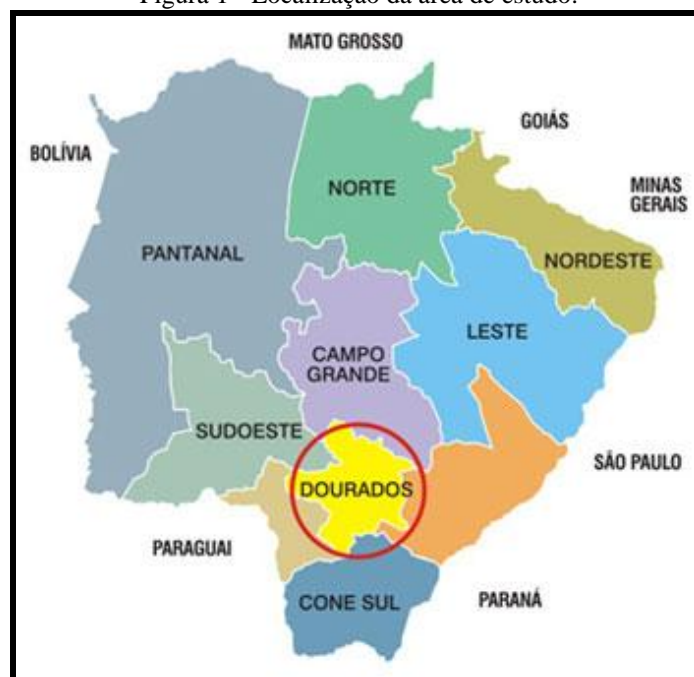 Figura 1 - Localização da área de estudo.
MATO GROSSO
GOIÁS
BOLÍVIA
MINAS
GERAIS
NORTE
PANTANAL
NORDESTE
LESTE
CAMPO
GRANDE
SUDOESTE
SÃO PAULO
DOURADOS
PARAGUAI
CONE SUL
PARANÁ